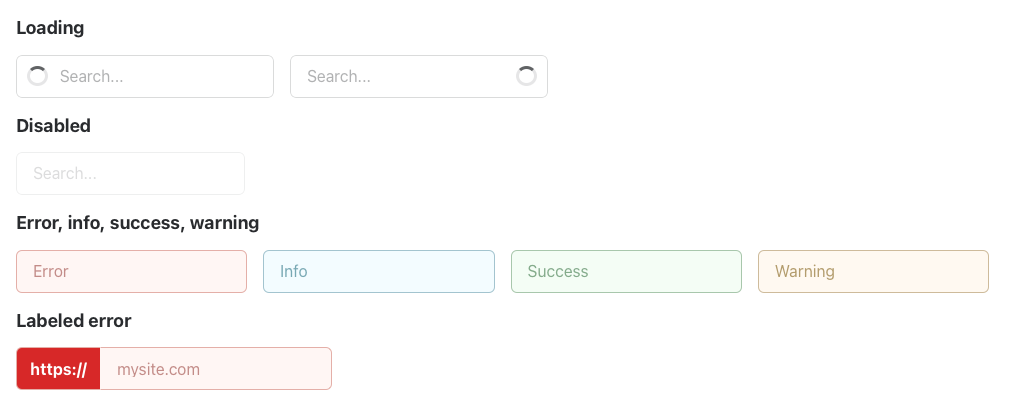 Loading
Search... Search...
Disabled
Search...
Error, info, success, warning
Error Info Success Warning
Labeled error
https:// mysite.com